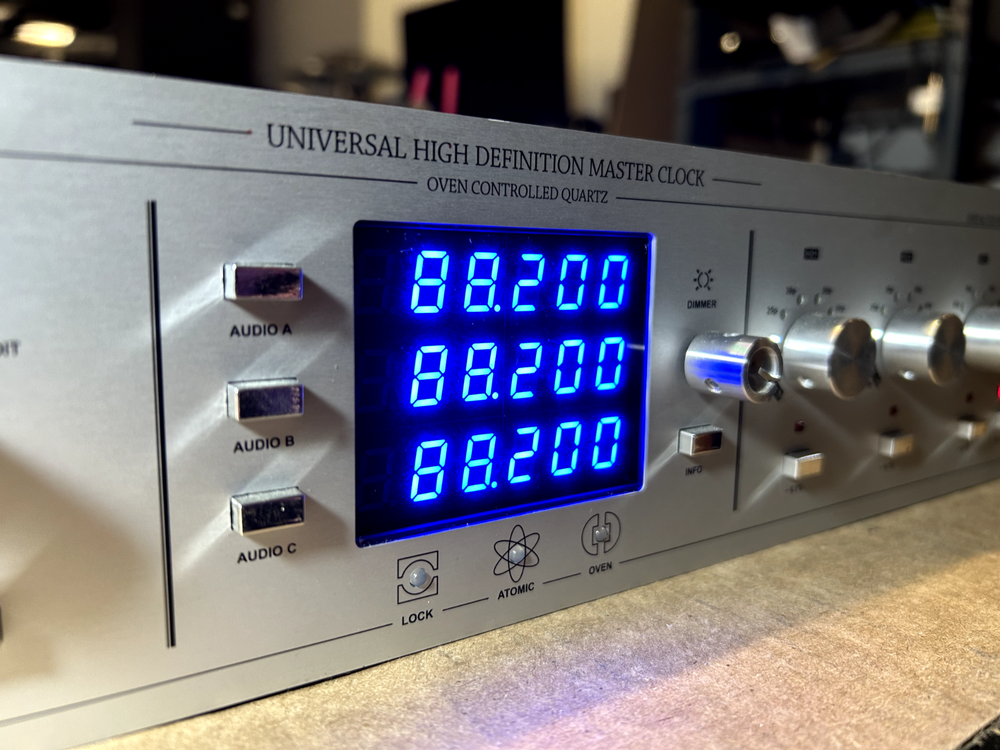 UNIVERSAL HIGH DEFINITION MASTER CLOCK
OVEN CONTROLLED QUARTZ
AUDIO A
AUDIO B
AUDIO C
88.200
88.200
88.200
DIMMER
INFO
LOCK
ATOMIC
OVEN